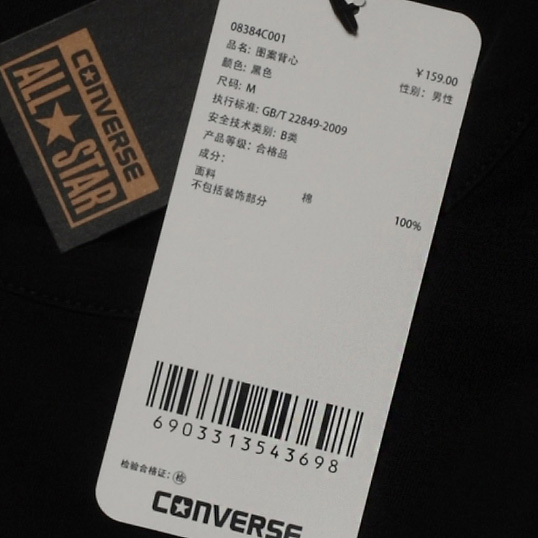 CONVERSE
ALL★STAR
08384C001
品名: 图案背心
¥159.00
颜色: 黑色
性别: 男性
尺码: M
执行标准: GB/T 22849-2009
安全技术类别: B类
产品等级: 合格品
成分:
面料 棉 100%
不包括装饰部分
6903313543698
检验合格证: 检
CONVERSE